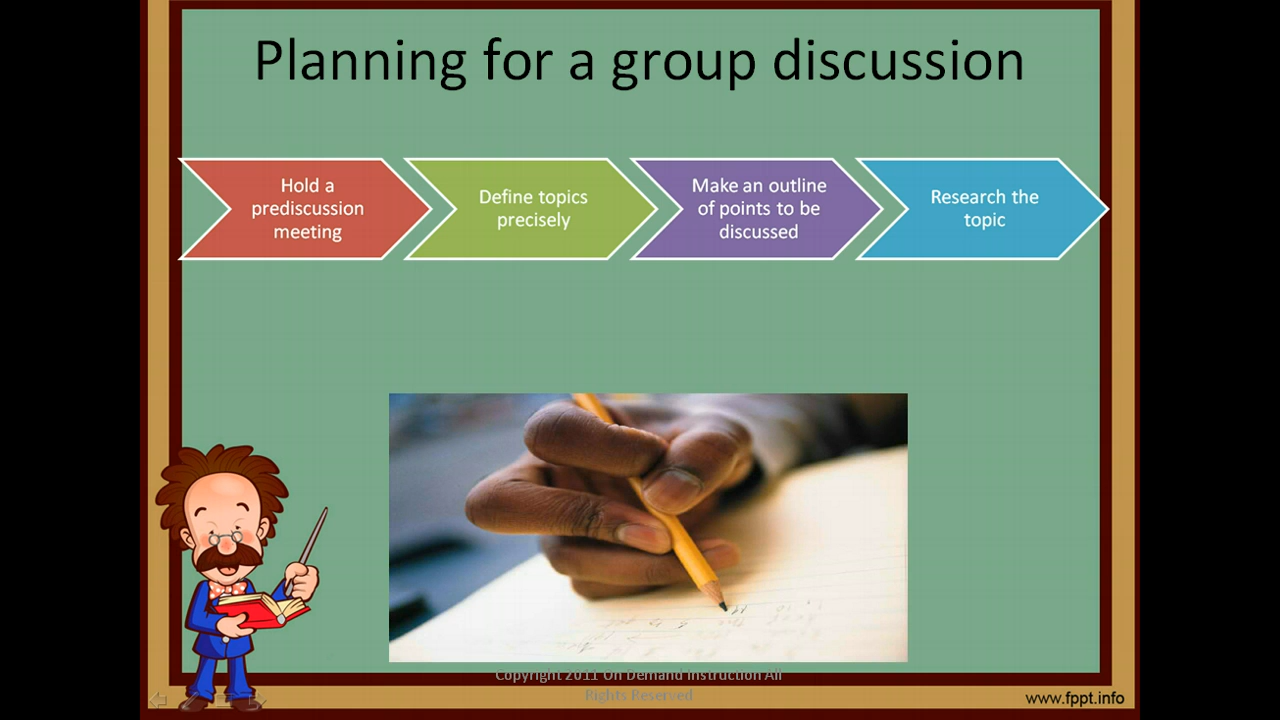 Planning for a group discussion
Hold a
prediscussion
meeting
Define topics
precisely
Make an outline
of points to be
discussed
Research the
topic
Copyright 2011 On Demand Instruction All
Rights Reserved
www.fppt.info